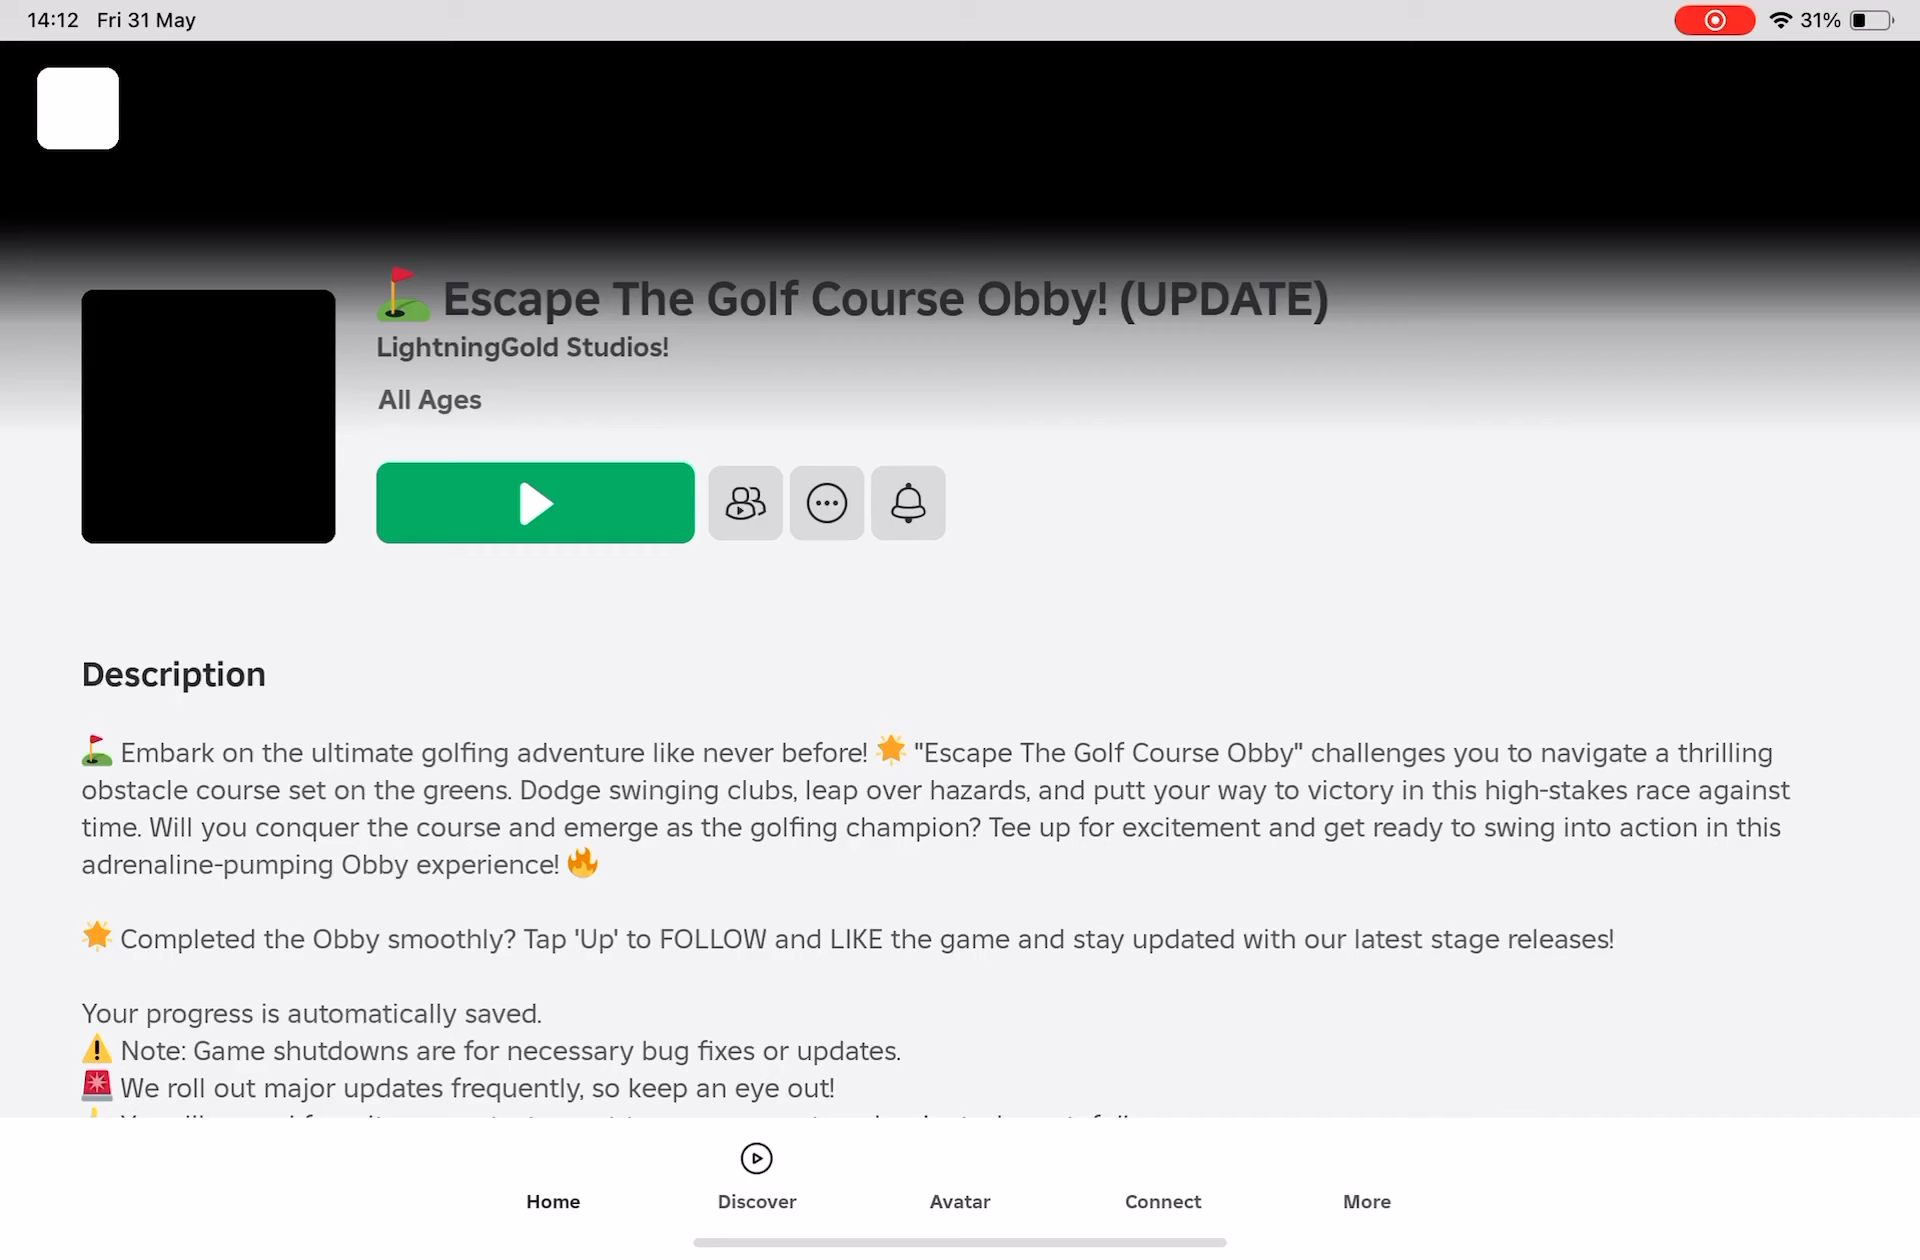 14:12 Fri 31 May 31%
Escape The Golf Course Obby! (UPDATE)
LightningGold Studios!
All Ages
Description
Embark on the ultimate golfing adventure like never before! "Escape The Golf Course Obby" challenges you to navigate a thrilling
obstacle course set on the greens. Dodge swinging clubs, leap over hazards, and putt your way to victory in this high-stakes race against
time. Will you conquer the course and emerge as the golfing champion? Tee up for excitement and get ready to swing into action in this
adrenaline-pumping Obby experience!
Completed the Obby smoothly? Tap 'Up' to FOLLOW and LIKE the game and stay updated with our latest stage releases!
Your progress is automatically saved.
Note: Game shutdowns are for necessary bug fixes or updates.
We roll out major updates frequently, so keep an eye out!
Home Discover Avatar Connect More